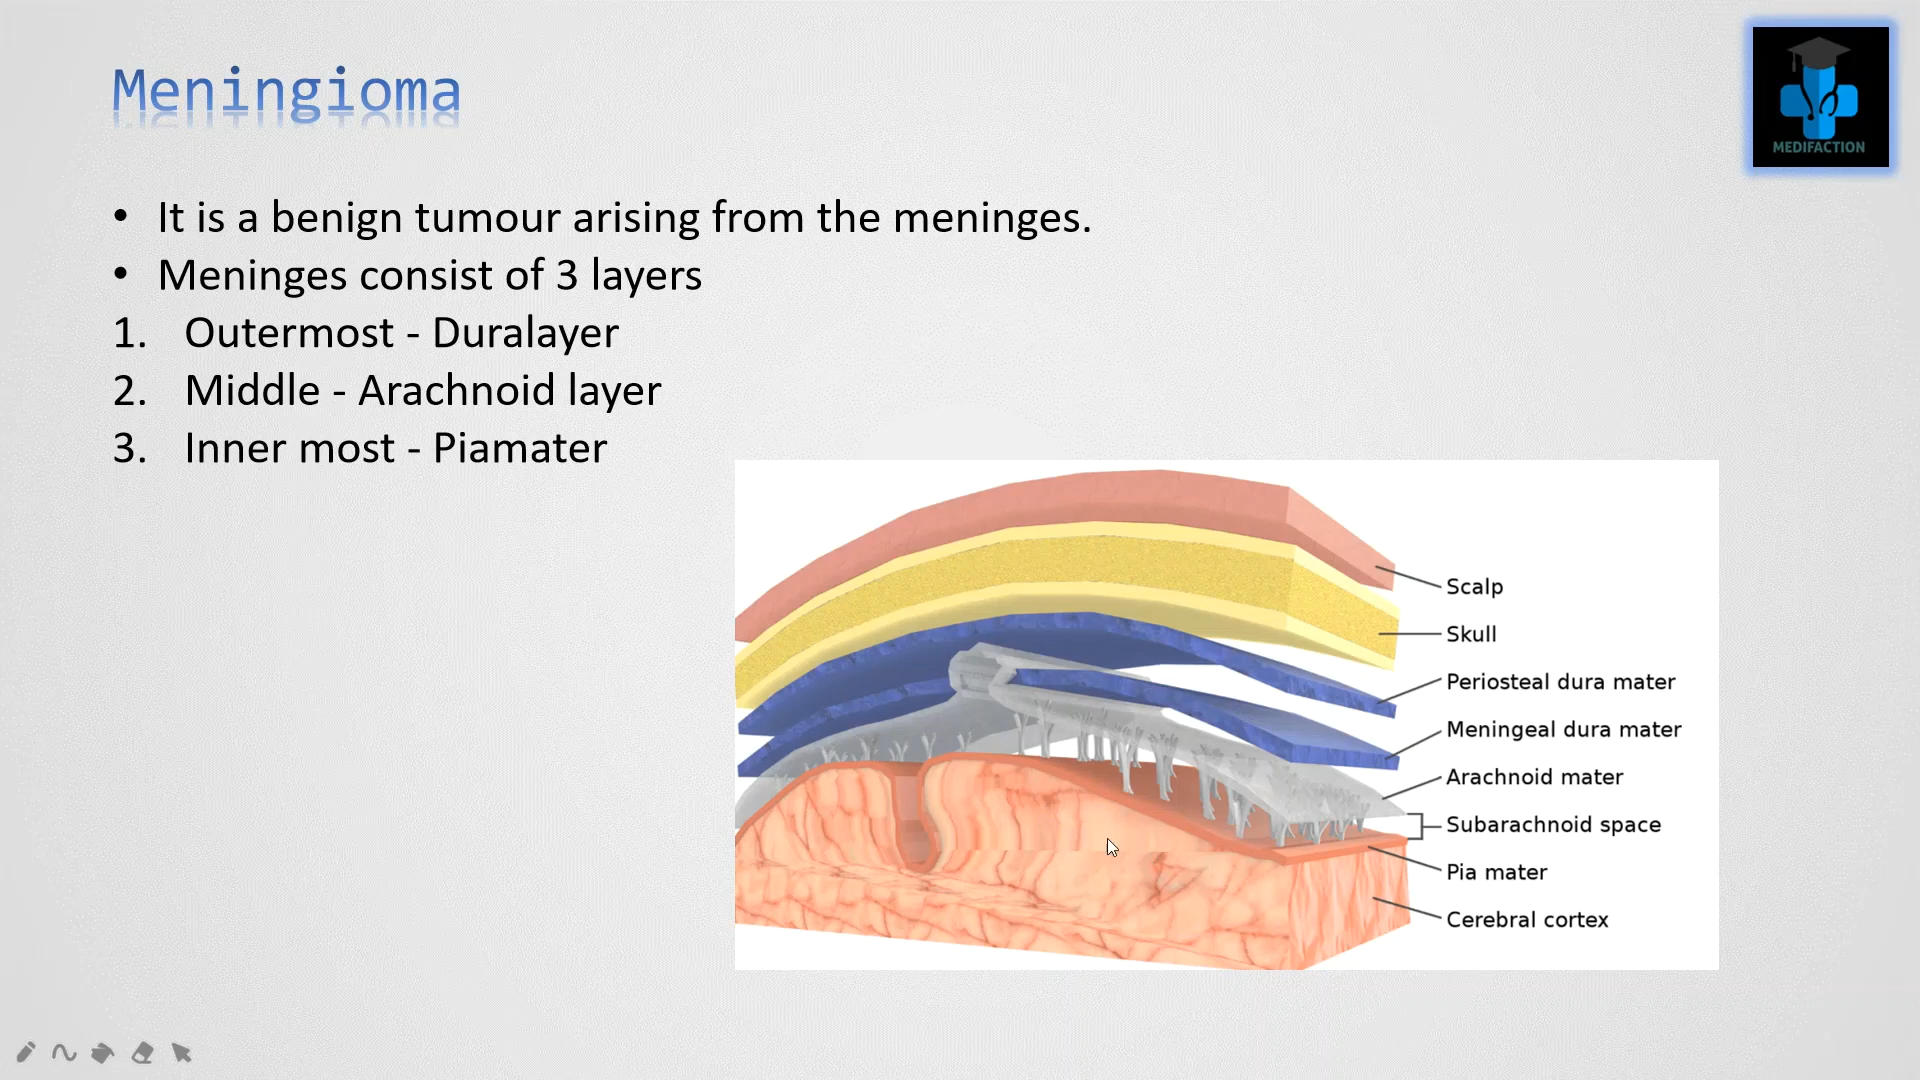 Meningioma
MEDIFACTION
• It is a benign tumour arising from the meninges.
• Meninges consist of 3 layers
1. Outermost - Duralayer
2. Middle - Arachnoid layer
3. Inner most - Piamater
Scalp
Skull
Periosteal dura mater
Meningeal dura mater
Arachnoid mater
Subarachnoid space
Pia mater
Cerebral cortex